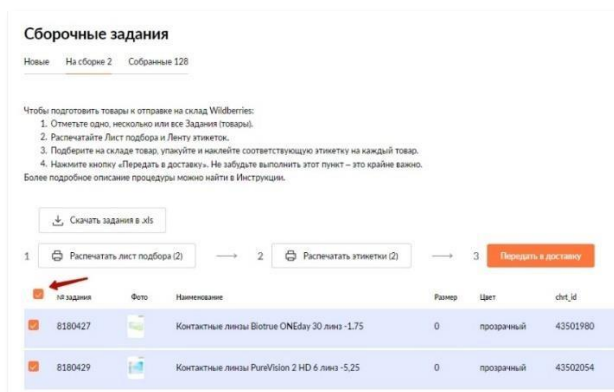 Сборочные задания
Новые На сборке 2 Собранные 128
Чтобы подготовить товары к отправке на склад Wildberries:
1. Отметьте одно, несколько или все Задания (товары).
2. Распечатайте Лист подбора и Ленту этикеток.
3. Подберите на складе товар, упакуйте и наклейте соответствующую этикетку на каждый товар.
4. Нажмите кнопку «Передать в доставку». Не забудьте выполнить этот пункт – это крайне важно.
Более подробное описание процедуры можно найти в Инструкции.
Скачать задания в .xls
1 Распечатать лист подбора (2) 2 Распечатать этикетки (2) 3 Передать в доставку
№ задания Фото Наименование Размер Цвет chrt_id
8180427 Контактные линзы Biotrue ONEday 30 линз -1.75 0 прозрачный 43501980
8180429 Контактные линзы PureVision 2 HD 6 линз -5,25 0 прозрачный 43502054